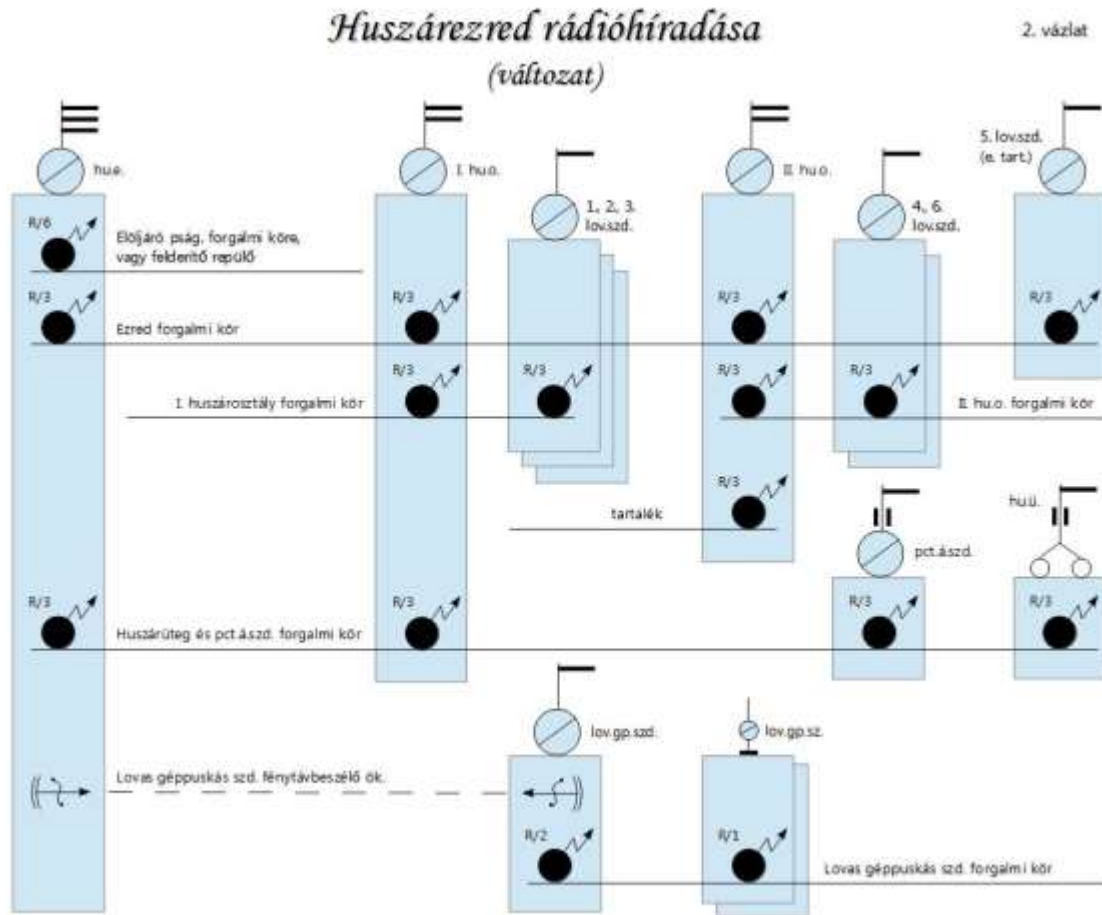 Huszárezred rádióhíradása
2. vázlat
(változat)
hu.e.
I. hu.o.
1., 2., 3.
lov.szd.
II. hu.o.
4., 6.
lov.szd.
5. lov.szd.
(e. tart.)
R/6
Elöljáró pság. forgalmi köre,
vagy felderítő repülő
R/3
R/3
R/3
R/3
Ezred forgalmi kör
R/3
R/3
R/3
R/3
I. huszárosztály forgalmi kör
II. hu.o. forgalmi kör
R/3
tartalék
pct.á.szd.
hu.ü.
R/3
R/3
R/3
R/3
Huszárüteg és pct.á.szd. forgalmi kör
lov.gp.szd.
lov.gp.sz.
Lovas géppuskás szd. fénytávbeszélő ök.
R/2
R/1
Lovas géppuskás szd. forgalmi kör